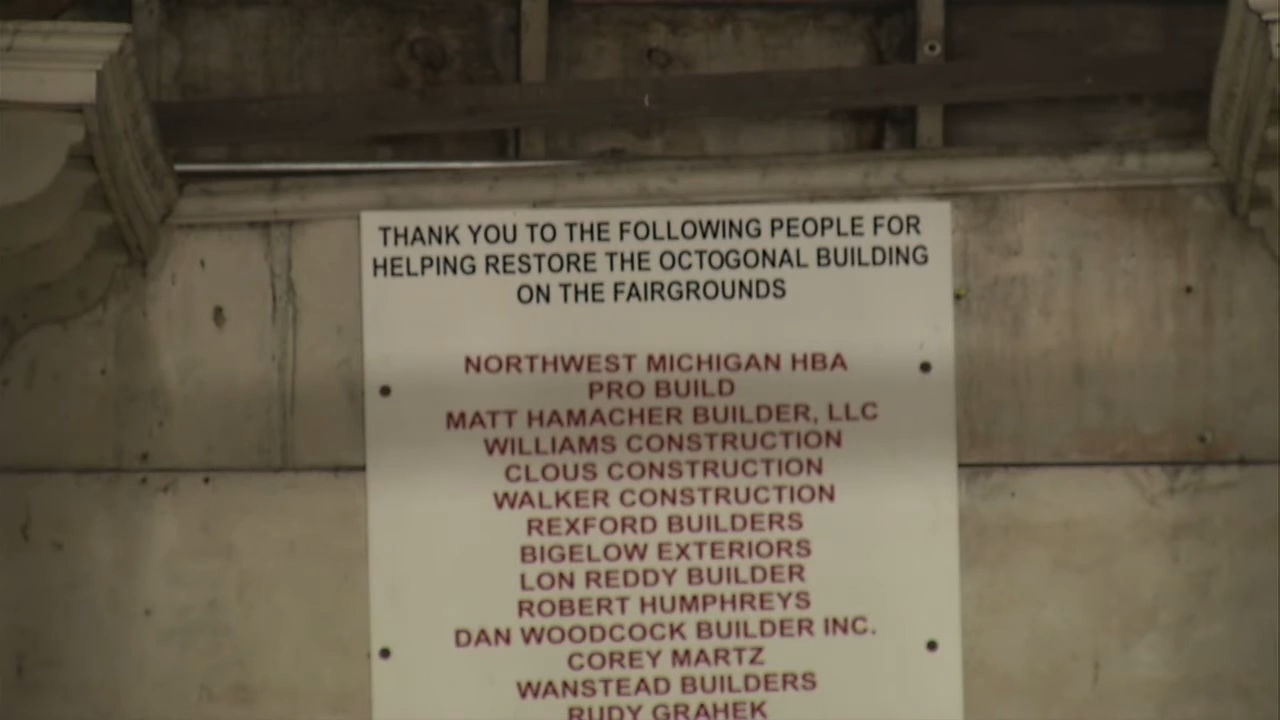 THANK YOU TO THE FOLLOWING PEOPLE FOR
HELPING RESTORE THE OCTOGONAL BUILDING
ON THE FAIRGROUNDS
NORTHWEST MICHIGAN HBA
PRO BUILD
MATT HAMACHER BUILDER, LLC
WILLIAMS CONSTRUCTION
CLOUS CONSTRUCTION
WALKER CONSTRUCTION
REXFORD BUILDERS
BIGELOW EXTERIORS
LON REDDY BUILDER
ROBERT HUMPHREYS
DAN WOODCOCK BUILDER INC.
COREY MARTZ
WANSTEAD BUILDERS
RUDY GRAHEK